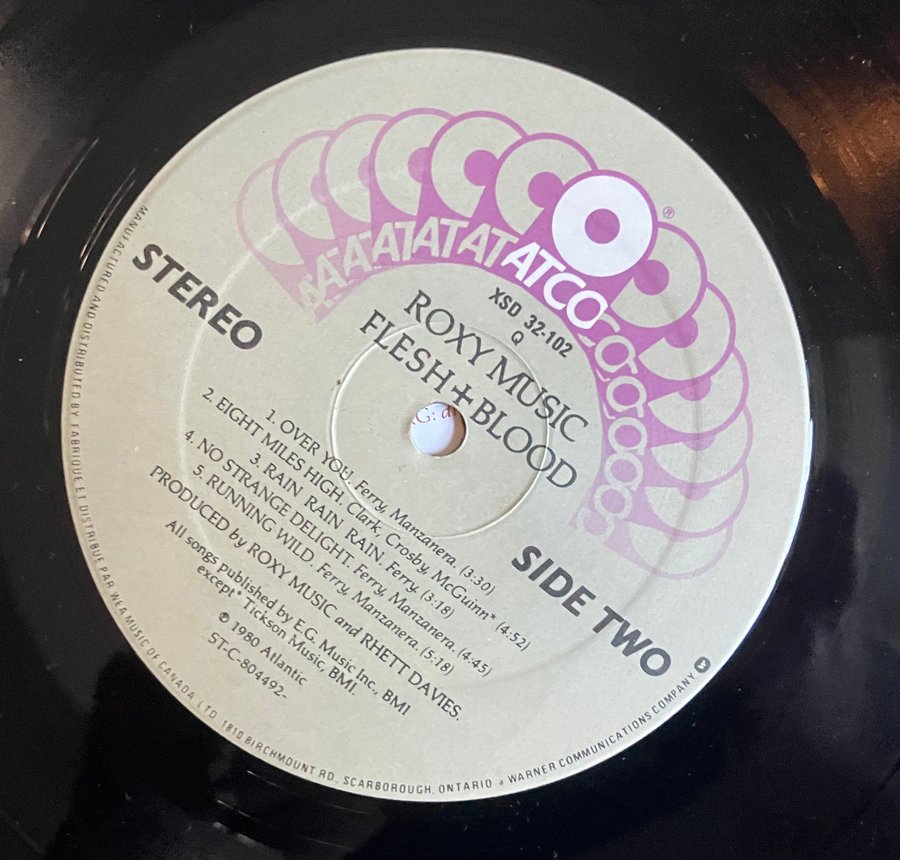 ATCO
®
XSD 32-102
Q
ROXY MUSIC
FLESH + BLOOD
STEREO
SIDE TWO
1. OVER YOU. Ferry, Manzanera. (3:30)
2. EIGHT MILES HIGH. Clark, Crosby, McGuinn* (4:52)
3. RAIN RAIN RAIN. Ferry. (3:18)
4. NO STRANGE DELIGHT. Ferry, Manzanera. (4:45)
5. RUNNING WILD. Ferry, Manzanera. (5:18)
PRODUCED by ROXY MUSIC and RHETT DAVIES.
All songs published by E.G. Music Inc., BMI
except* Tickson Music, BMI.
℗ 1980 Atlantic
ST-C-804492-
MANUFACTURED AND DISTRIBUTED BY FABRIQUÉ ET DISTRIBUÉ PAR WEA MUSIC OF CANADA, LTD 1810 BIRCHMOUNT RD, SCARBOROUGH, ONTARIO a WARNER COMMUNICATIONS COMPANY